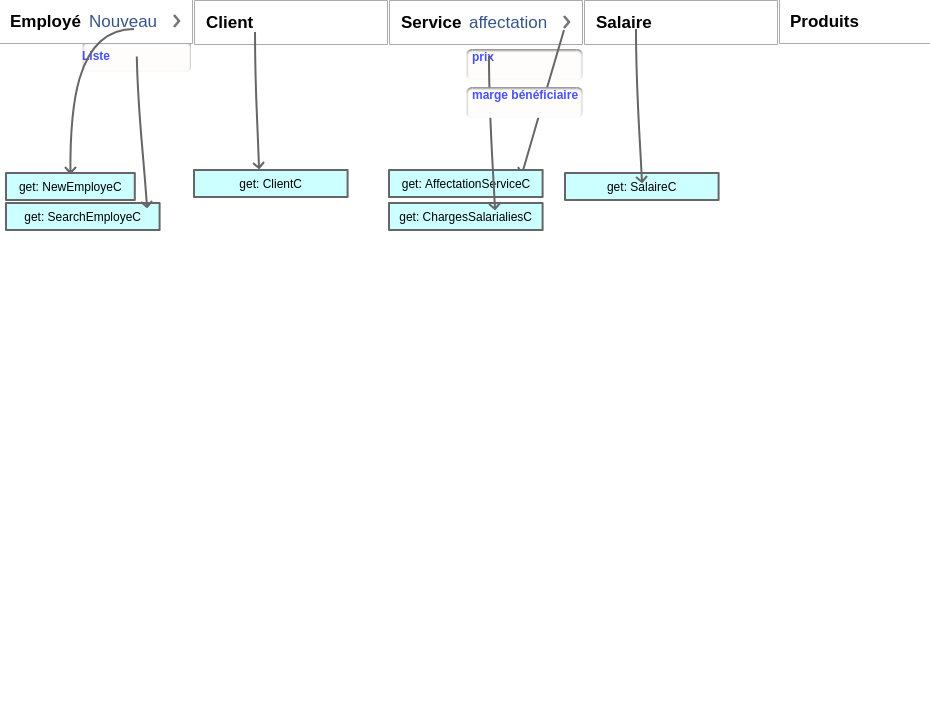 Employé Nouveau
Client
Service affectation
Salaire
Produits
Liste
prix
marge bénéficiaire
get: NewEmployeC
get: SearchEmployeC
get: ClientC
get: AffectationServiceC
get: ChargesSalarialiesC
get: SalaireC